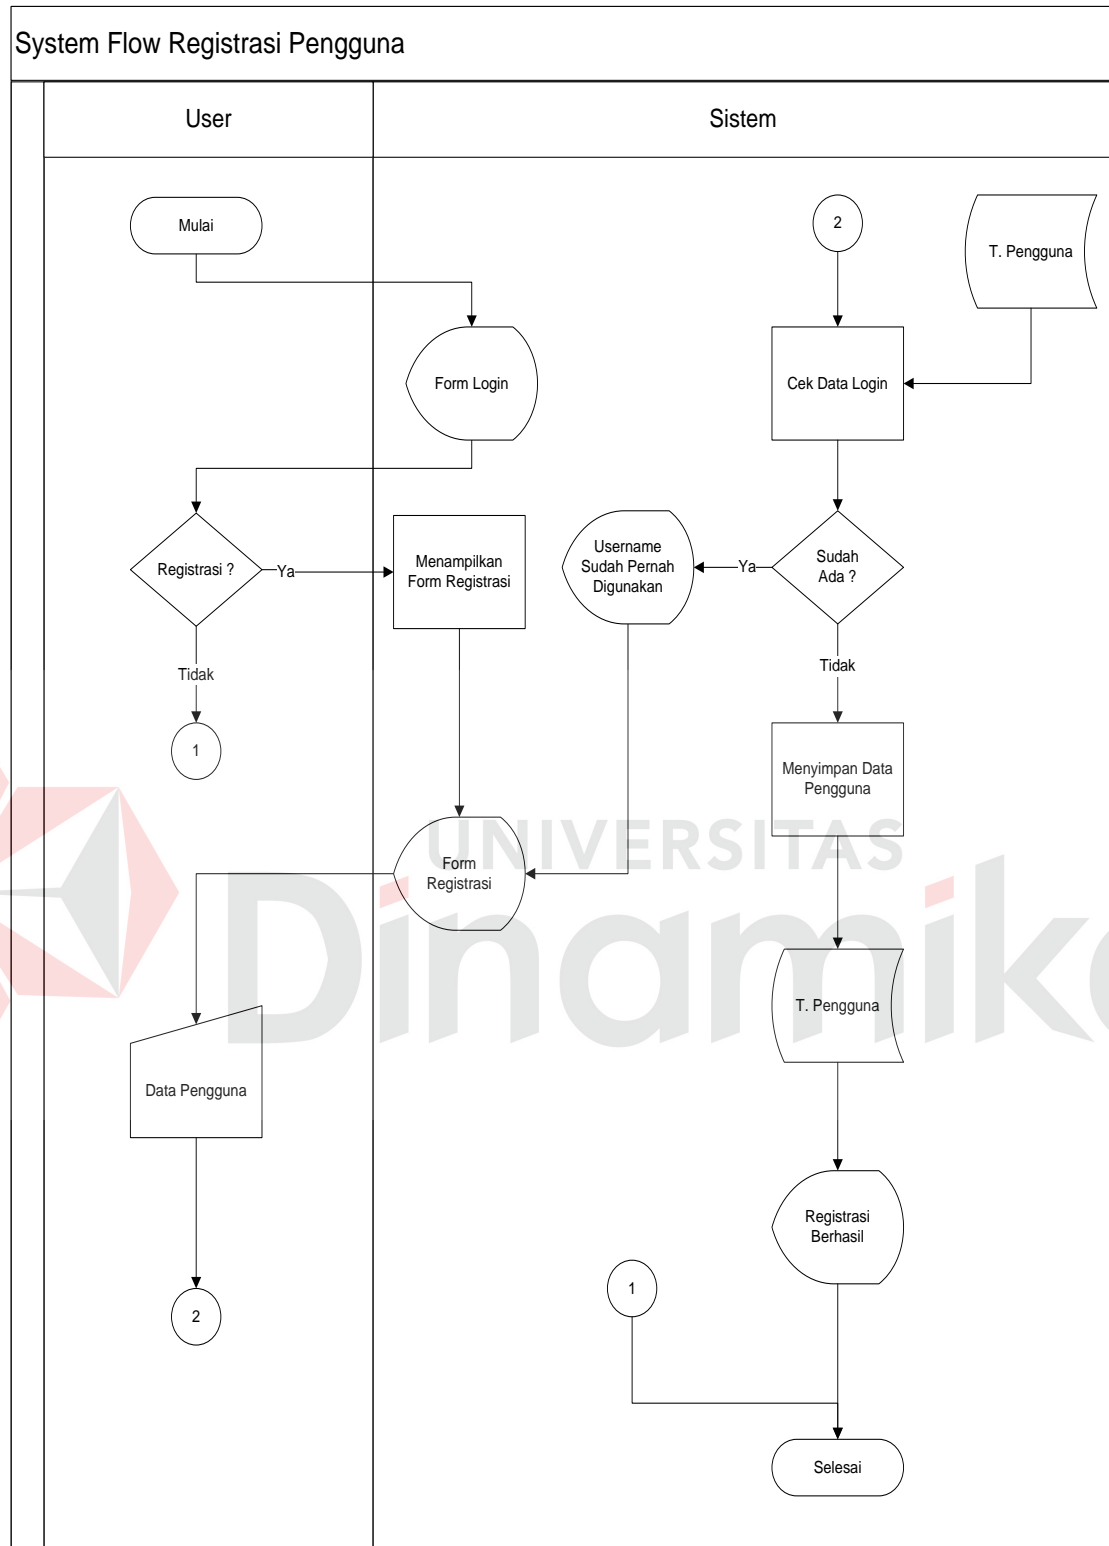 System Flow Registrasi Pengguna
User
Sistem
Mulai
2
T. Pengguna
Form Login
Cek Data Login
Registrasi ?
Ya
Menampilkan
Form Registrasi
Username
Sudah Pernah
Digunakan
Ya
Sudah
Ada ?
Tidak
Tidak
1
Menyimpan Data
Pengguna
UNIVERSITAS
Dinamika
Form
Registrasi
T. Pengguna
Data Pengguna
Registrasi
Berhasil
1
2
Selesai